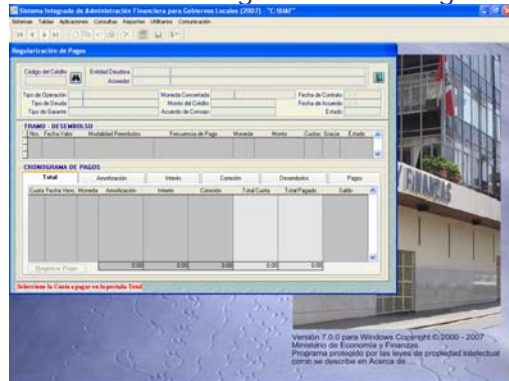 Sistema Integrado de Administración Financiera para Gobiernos Locales [2007] - "C:\SIAF"
Sistemas Tablas Aplicaciones Consultas Reportes Utilitarios Comunicación
Regularización de Pagos
Código del Crédito
Entidad Deudora
Acreedor
Tipo de Operación
Moneda Concertada
Fecha de Contrato
Tipo de Deuda
Monto del Crédito
Fecha de Acuerdo
Tipo de Garante
Acuerdo de Consejo
Estado
TRAMO - DESEMBOLSO
Nro. Fecha Valor Modalidad Reembolso Frecuencia de Pago Moneda Monto Cuotas Gracia Estado
CRONOGRAMA DE PAGOS
Total Amortización Interés Comisión Desembolso Pagos
Cuota Fecha Venc. Moneda Amortización Interés Comisión Total Cuota Total Pagado Saldo
Registrar Pago 0.00 0.00 0.00 0.00 0.00
Seleccione la Cuota a pagar en la pestaña Total
Y FINANZAS
Versión 7.0.0 para Windows Copyright © 2000 - 2007
Ministerio de Economía y Finanzas
Programa protegido por las leyes de propiedad intelectual
como se describe en Acerca de ...